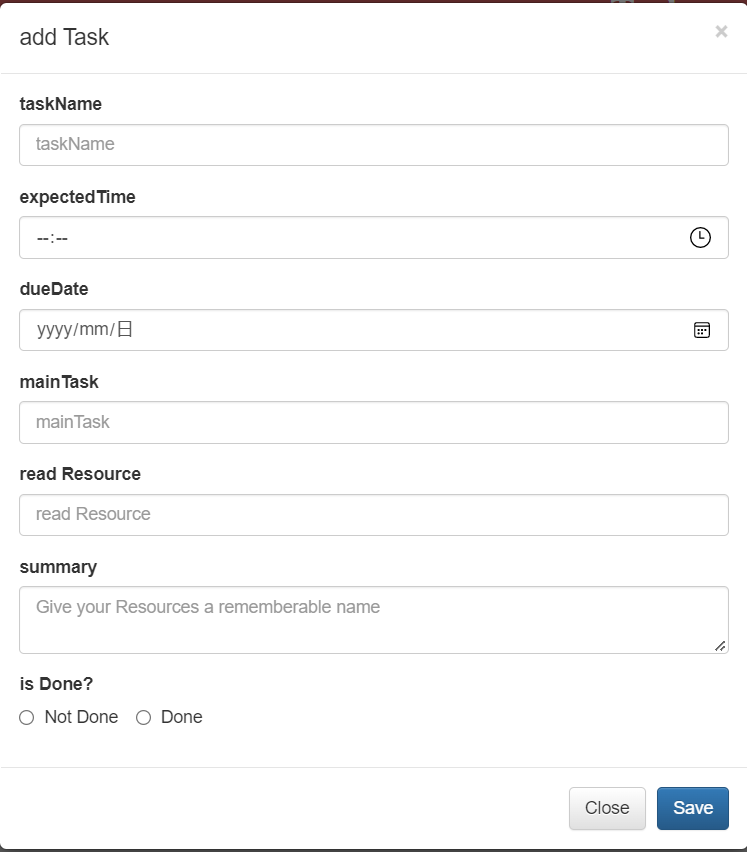 add Task
×
taskName
taskName
expectedTime
--:--
dueDate
yyyy/mm/日
mainTask
mainTask
read Resource
read Resource
summary
Give your Resources a rememberable name
is Done?
Not Done Done
Close Save